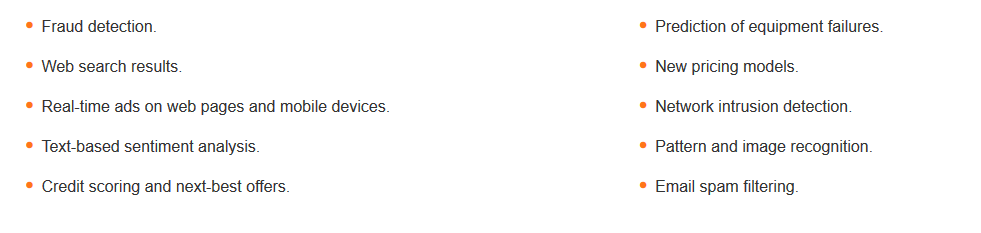 Fraud detection.
Web search results.
Real-time ads on web pages and mobile devices.
Text-based sentiment analysis.
Credit scoring and next-best offers.
Prediction of equipment failures.
New pricing models.
Network intrusion detection.
Pattern and image recognition.
Email spam filtering.